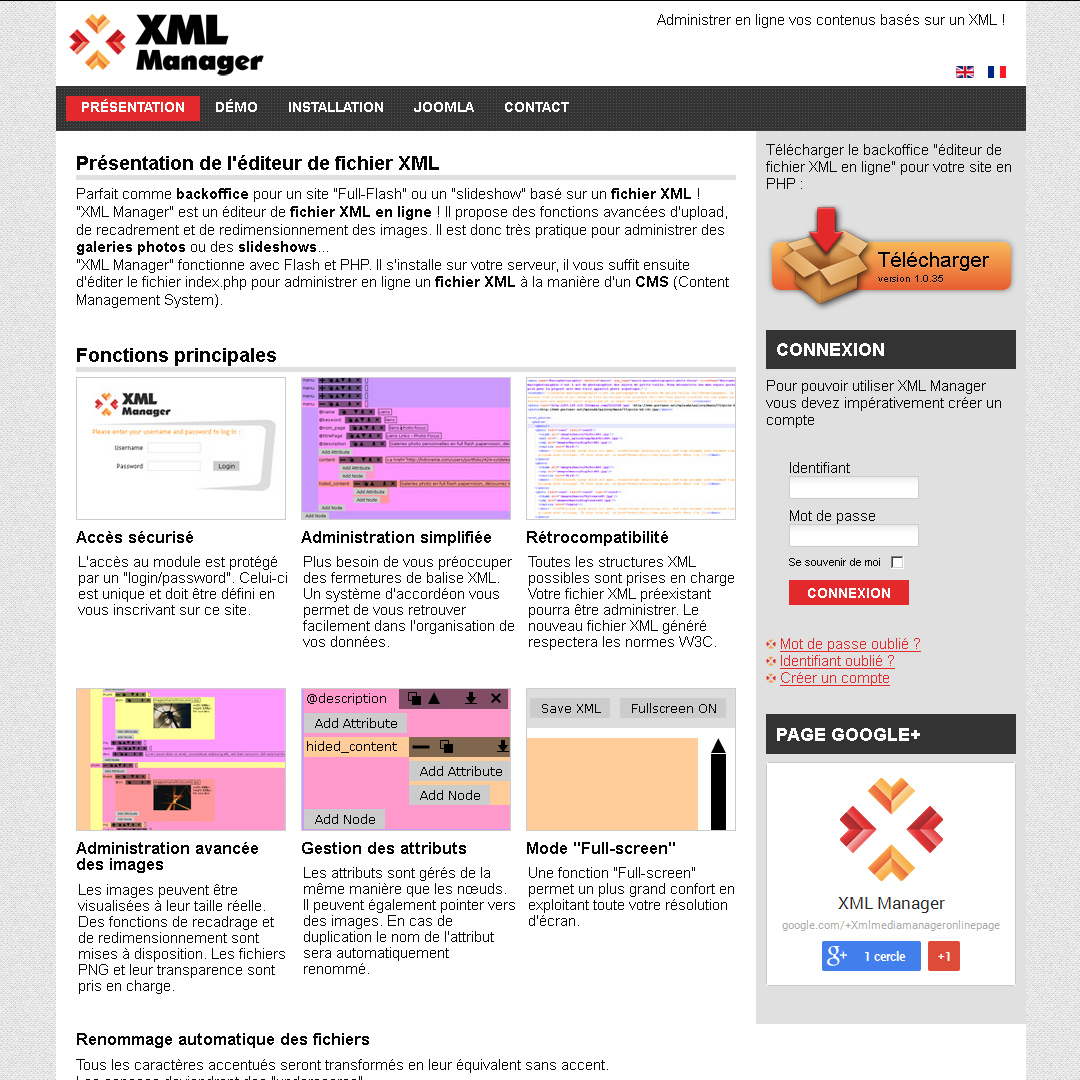 XML
Manager
Administrer en ligne vos contenus basés sur un XML !
PRÉSENTATION
DÉMO
INSTALLATION
JOOMLA
CONTACT
Présentation de l'éditeur de fichier XML
Parfait comme backoffice pour un site "Full-Flash" ou un "slideshow" basé sur un fichier XML !
"XML Manager" est un éditeur de fichier XML en ligne ! Il propose des fonctions avancées d'upload,
de recadrement et de redimensionnement des images. Il est donc très pratique pour administrer des
galeries photos ou des slideshows...
"XML Manager" fonctionne avec Flash et PHP. Il s'installe sur votre serveur, il vous suffit ensuite
d'éditer le fichier index.php pour administrer en ligne un fichier XML à la manière d'un CMS (Content
Management System).
Fonctions principales
XML
Manager
Please enter your username and password to log in :
Username
Password
Login
Accès sécurisé
L'accès au module est protégé
par un "login/password". Celui-ci
est unique et doit être défini en
vous inscrivant sur ce site.
Administration simplifiée
Plus besoin de vous préoccuper
des fermetures de balise XML.
Un système d'accordéon vous
permet de vous retrouver
facilement dans l'organisation de
vos données.
Rétrocompatibilité
Toutes les structures XML
possibles sont prises en charge
Votre fichier XML préexistant
pourra être administrer. Le
nouveau fichier XML généré
respectera les normes W3C.
Administration avancée
des images
Les images peuvent être
visualisées à leur taille réelle.
Des fonctions de recadrage et
de redimensionnement sont
mises à disposition. Les fichiers
PNG et leur transparence sont
pris en charge.
@description
Add Attribute
hided_content
Add Attribute
Add Node
Add Node
Gestion des attributs
Les attributs sont gérés de la
même manière que les nœuds.
Il peuvent également pointer vers
des images. En cas de
duplication le nom de l'attribut
sera automatiquement
renommé.
Save XML
Fullscreen ON
Mode "Full-screen"
Une fonction "Full-screen"
permet un plus grand confort en
exploitant toute votre résolution
d'écran.
Renommage automatique des fichiers
Tous les caractères accentués seront transformés en leur équivalent sans accent.
Télécharger le backoffice "éditeur de
fichier XML en ligne" pour votre site en
PHP :
Télécharger
version 1.0.35
CONNEXION
Pour pouvoir utiliser XML Manager
vous devez impérativement créer un
compte
Identifiant
Mot de passe
Se souvenir de moi
CONNEXION
Mot de passe oublié ?
Identifiant oublié ?
Créer un compte
PAGE GOOGLE+
XML Manager
google.com/+Xmlmediamanageronlinepage
g+ 1 cercle
+1